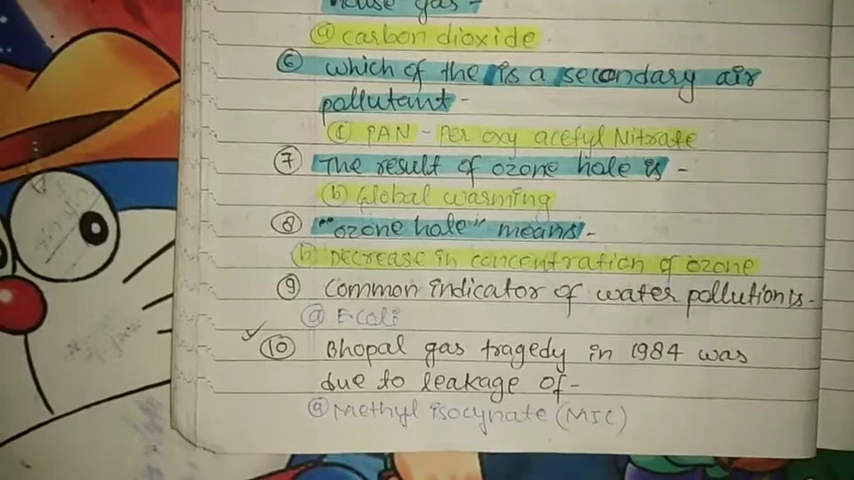 house gas-
(a) carbon dioxide
(6) which of the is a secondary air
pollutant-
(c) PAN - Per oxy acetyl Nitrate
(7) The result of ozone hole is -
(b) Global warming
(8) "ozone hole" means-
(b) Decrease in concentration of ozone
(9) common indicator of water pollution is-
(a) E-coli
(10) Bhopal gas tragedy in 1984 was
due to leakage of-
(a) Methyl isocynate (MIC)